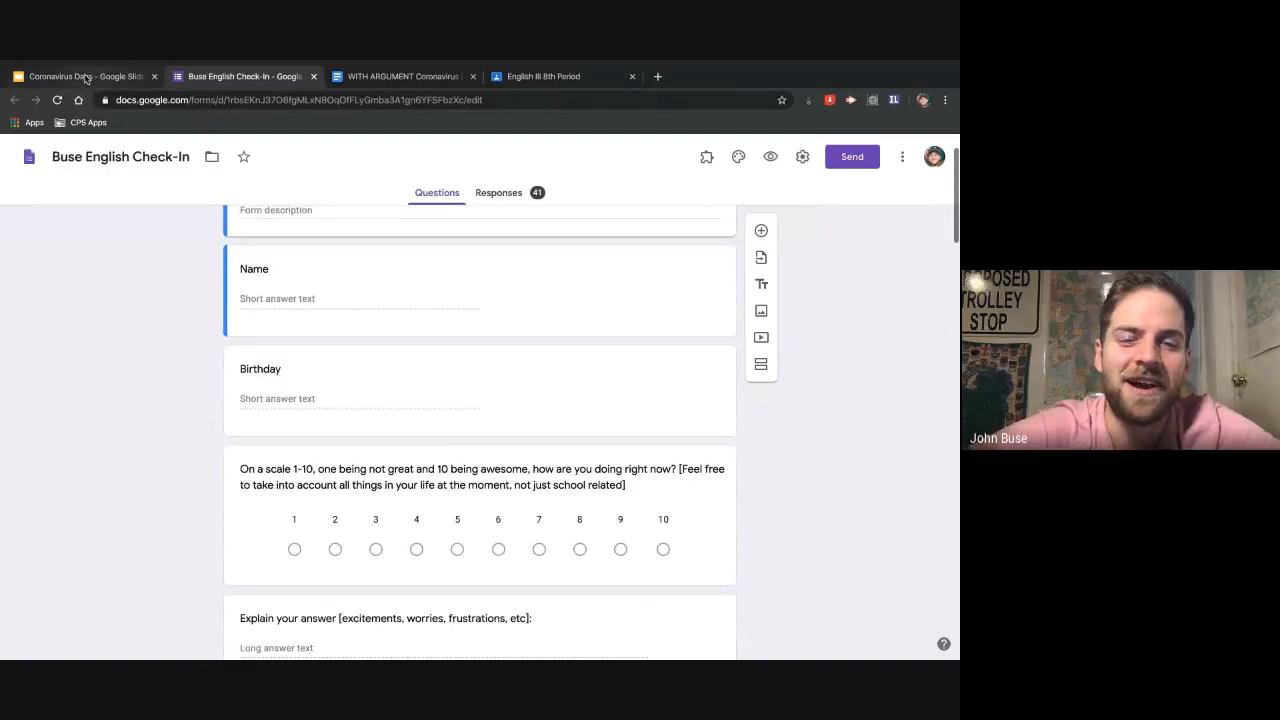 Coronavirus Da
- Google Slid
Buse English Check-In - Google
WITH ARGUMENT Coronavirus
English III 8th Period
Apps
CPS Apps
Buse English Check-In
Send
Questions
Responses 41
Form description
Name
Short answer text
Birthday
Short answer text
On a scale 1-10, one being not great and 10 being awesome, how are you doing right now? [Feel free
to take into account all things in your life at the moment, not just school related]
1 2 3 4 5 6 7 8 9 10
Explain your answer [excitements, worries, frustrations, etc]:
Long answer text
TROLLEY
STOP
John Buse